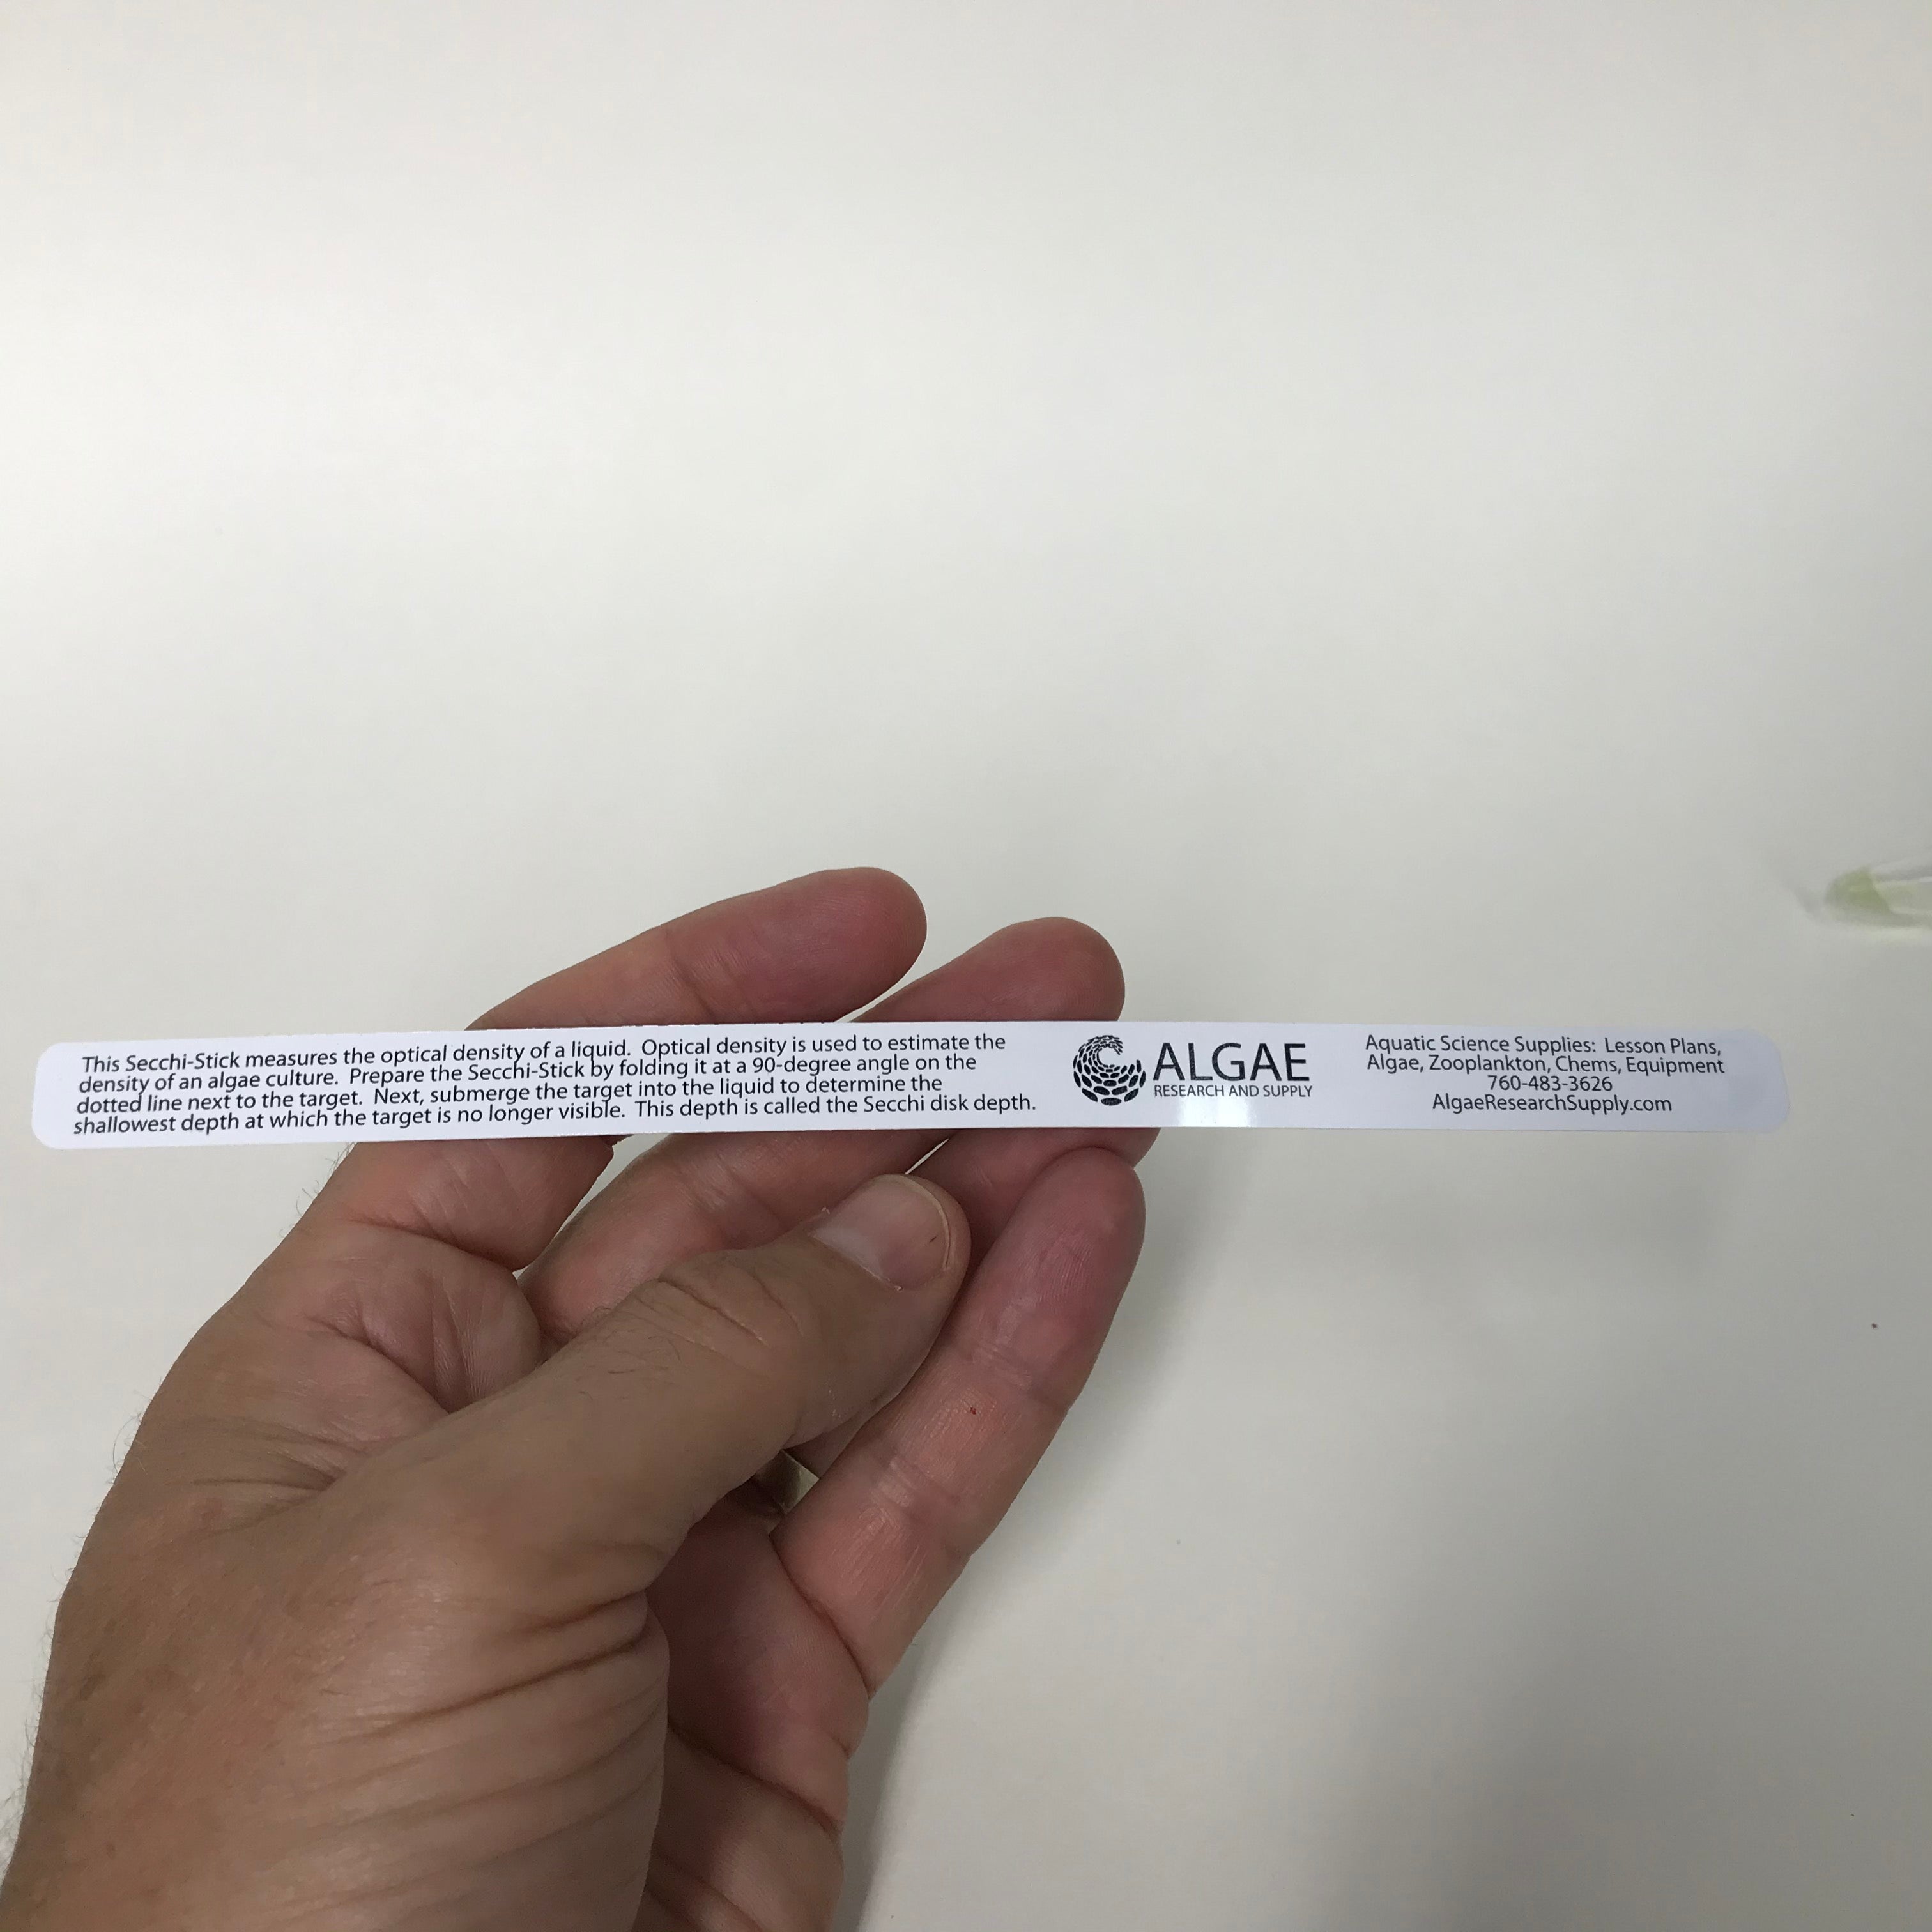 This Secchi-Stick measures the optical density of a liquid.  Optical density is used to estimate the
density of an algae culture.  Prepare the Secchi-Stick by folding it at a 90-degree angle on the
dotted line next to the target.  Next, submerge the target into the liquid to determine the
shallowest depth at which the target is no longer visible.  This depth is called the Secchi disk depth.
ALGAE
RESEARCH AND SUPPLY
Aquatic Science Supplies:  Lesson Plans,
Algae, Zooplankton, Chems, Equipment
760-483-3626
AlgaeResearchSupply.com